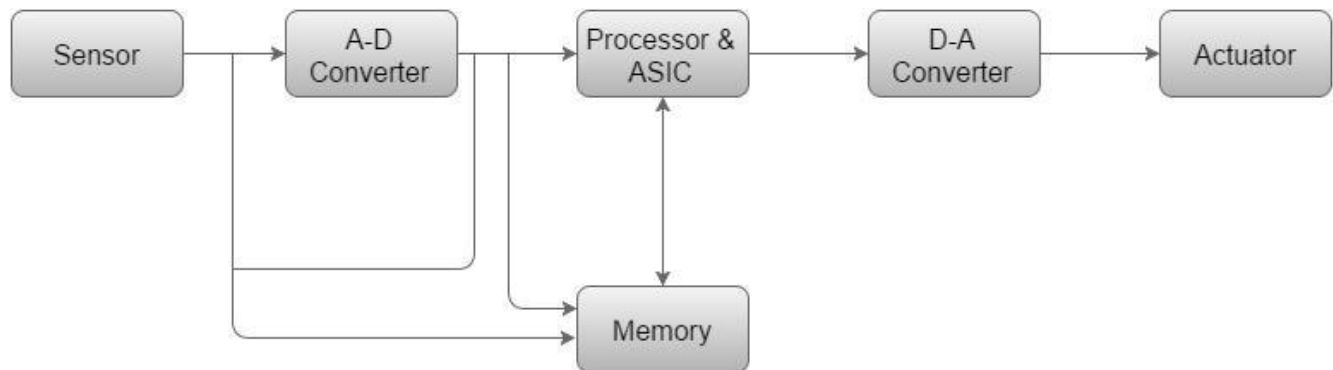 Sensor
A-D
Converter
Processor &
ASIC
D-A
Converter
Actuator
Memory